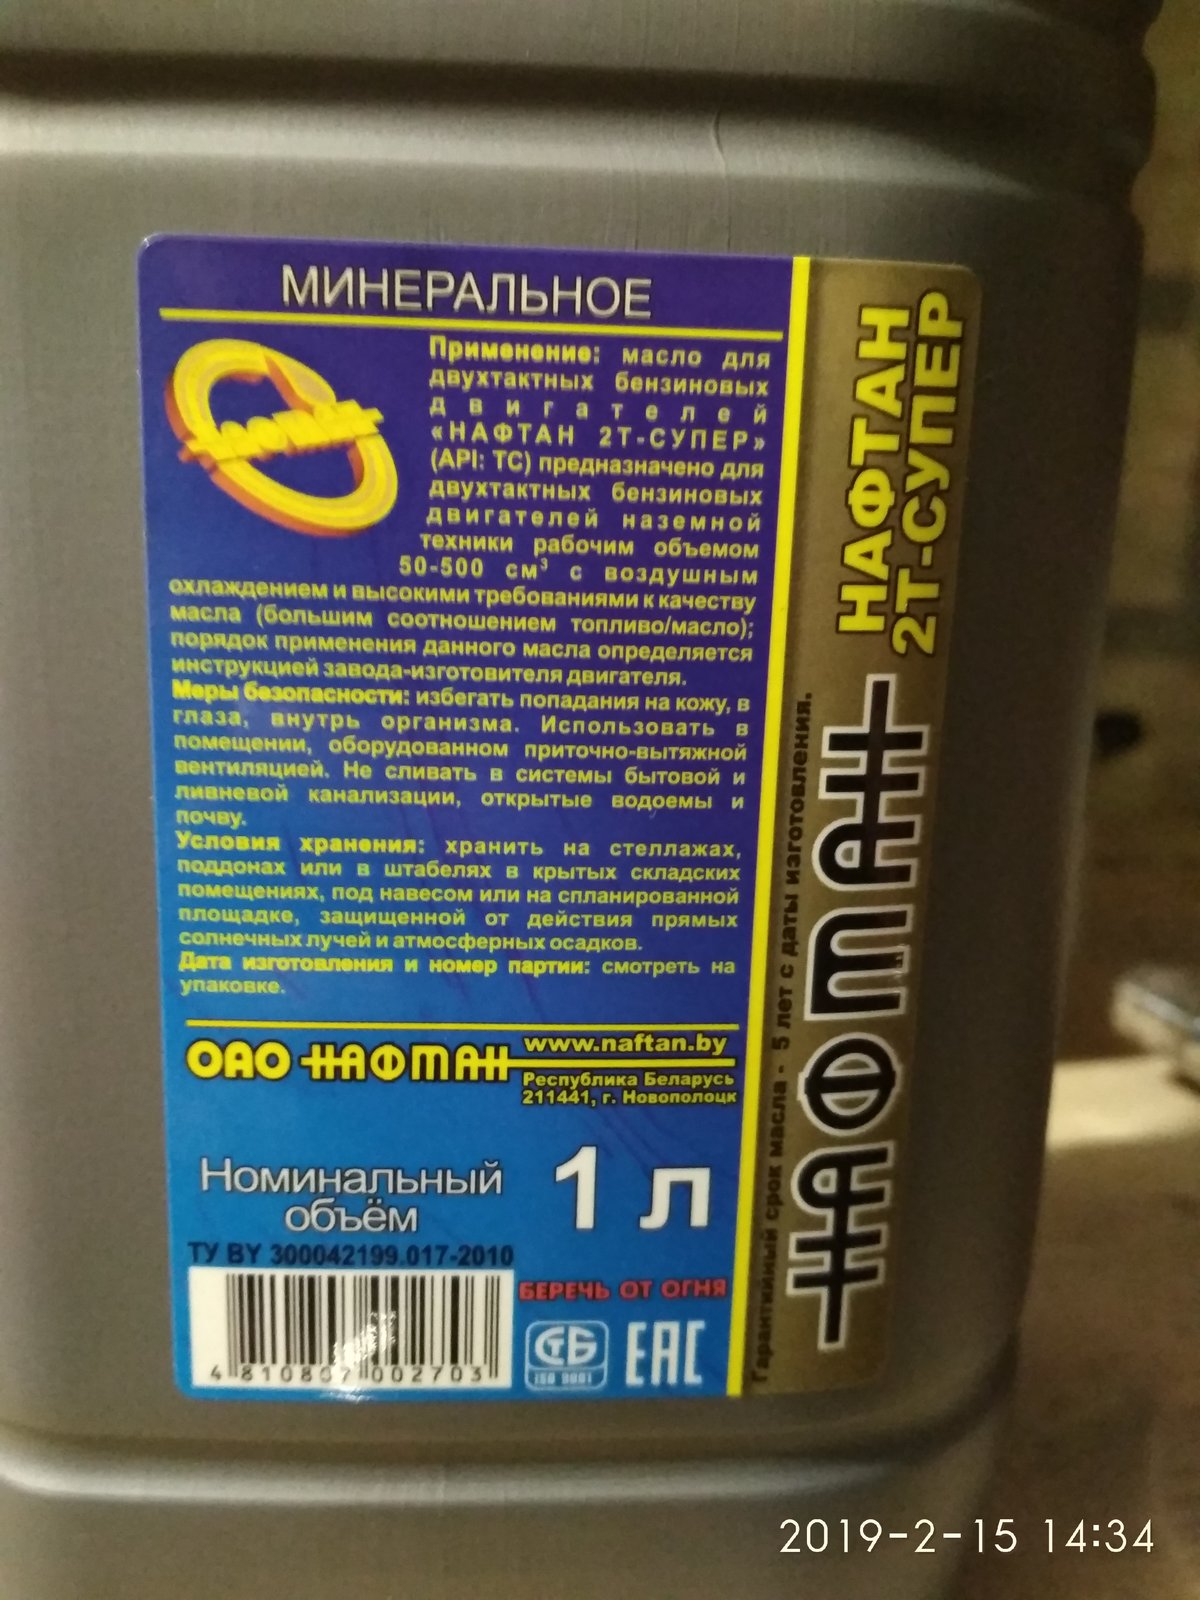 МИНЕРАЛЬНОЕ
Применение: масло для
двухтактных бензиновых
двигателей
«НАФТАН 2Т-СУПЕР»
(API: TC) предназначено для
двухтактных бензиновых
двигателей наземной
техники рабочим объемом
50-500 см³ с воздушным
охлаждением и высокими требованиями к качеству
масла (большим соотношением топливо/масло);
порядок применения данного масла определяется
инструкцией завода-изготовителя двигателя.
Меры безопасности: избегать попадания на кожу, в
глаза, внутрь организма. Использовать в
помещении, оборудованном приточно-вытяжной
вентиляцией. Не сливать в системы бытовой и
ливневой канализации, открытые водоемы и
почву.
Условия хранения: хранить на стеллажах,
поддонах или в штабелях в крытых складских
помещениях, под навесом или на спланированной
площадке, защищенной от действия прямых
солнечных лучей и атмосферных осадков.
Дата изготовления и номер партии: смотреть на
упаковке.
ОАО НАФТАН
www.naftan.by
Республика Беларусь
211441, г. Новополоцк
Номинальный
объём
1 л
ТУ BY 300042199.017-2010
БЕРЕЧЬ ОТ ОГНЯ
4 810807 002703
СТБ
ISO 9001
EAC
НАФТАН
2Т-СУПЕР
НАФТАН
Гарантийный срок масла - 5 лет с даты изготовления.
2019-2-15 14:34